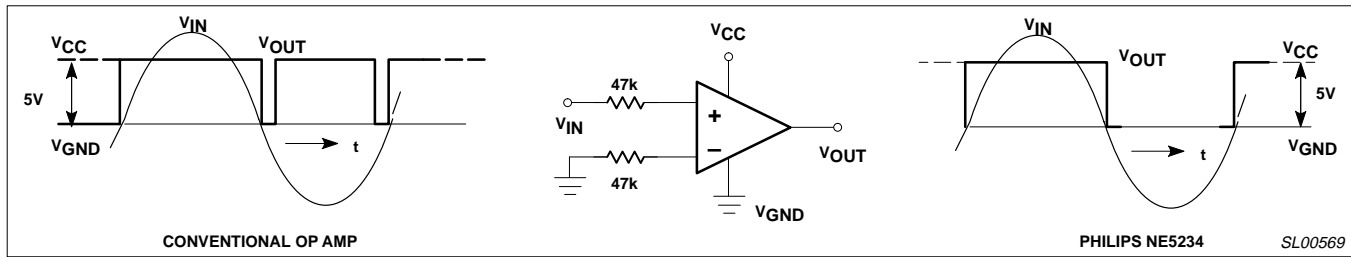 VCC
VIN
VOUT
5V
VGND
t
CONVENTIONAL OP AMP
VCC
47k
VIN
+
−
VOUT
47k
VGND
VIN
VOUT
VCC
5V
t
VGND
PHILIPS NE5234
SL00569